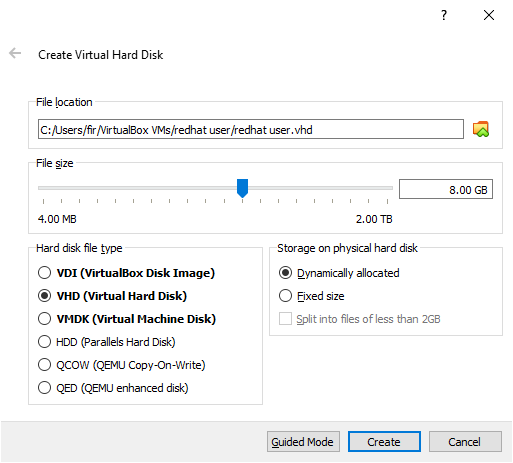 ?
Create Virtual Hard Disk
File location
C:/Users/fir/VirtualBox VMs/redhat user/redhat user.vhd
File size
8.00 GB
4.00 MB 2.00 TB
Hard disk file type
VDI (VirtualBox Disk Image)
VHD (Virtual Hard Disk)
VMDK (Virtual Machine Disk)
HDD (Parallels Hard Disk)
QCOW (QEMU Copy-On-Write)
QED (QEMU enhanced disk)
Storage on physical hard disk
Dynamically allocated
Fixed size
Split into files of less than 2GB
Guided Mode Create Cancel